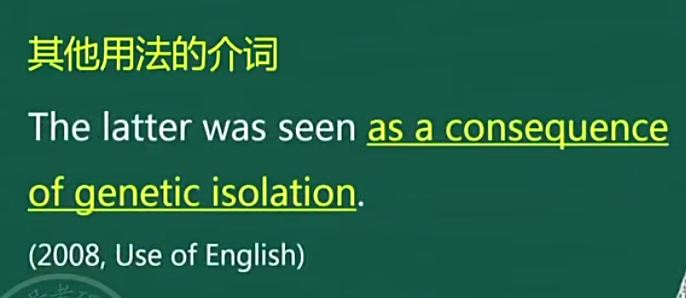 其他用法的介词
The latter was seen as a consequence
of genetic isolation.
(2008, Use of English)